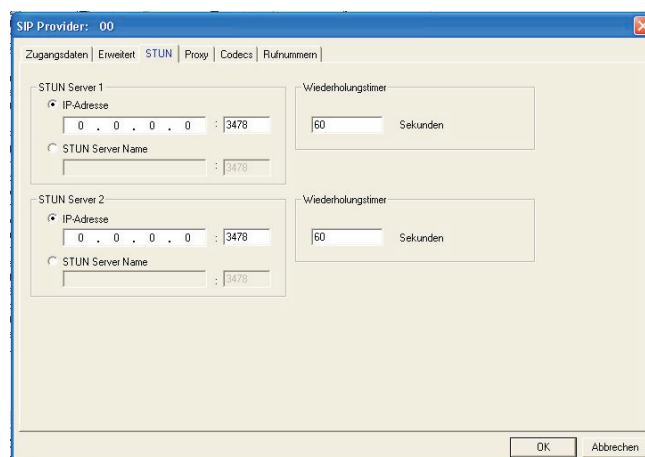 SIP Provider: 00
Zugangsdaten Erweitert STUN Proxy Codecs Rufnummern
STUN Server 1
IP-Adresse
0 . 0 . 0 . 0 : 3478
STUN Server Name
: 3478
Wiederholungstimer
60 Sekunden
STUN Server 2
IP-Adresse
0 . 0 . 0 . 0 : 3478
STUN Server Name
: 3478
Wiederholungstimer
60 Sekunden
OK Abbrechen